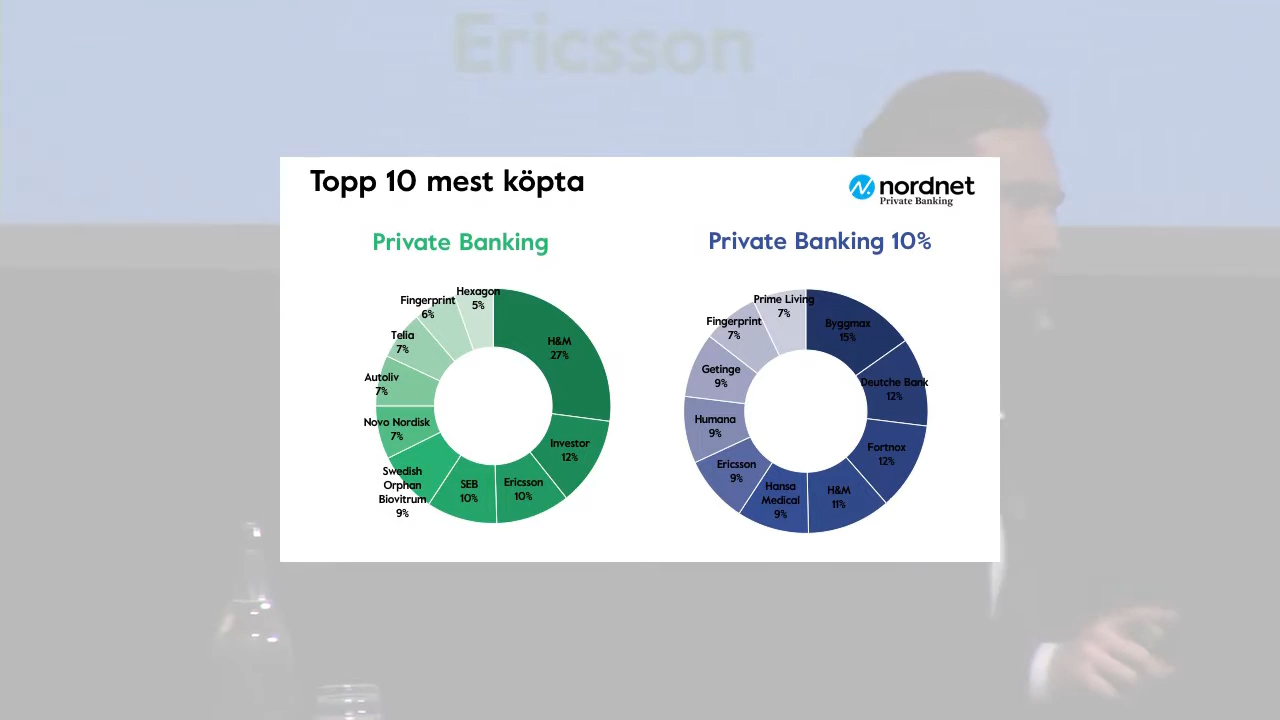 Ericsson
Topp 10 mest köpta
nordnet
Private Banking
Private Banking
Hexagon
5%
Fingerprint
6%
Telia
7%
Autoliv
7%
Novo Nordisk
7%
Swedish
Orphan
Biovitrum
9%
SEB
10%
Ericsson
10%
Investor
12%
H&M
27%
Private Banking 10%
Prime Living
7%
Fingerprint
7%
Getinge
9%
Humana
9%
Ericsson
9%
Hansa
Medical
9%
H&M
11%
Fortnox
12%
Deutche Bank
12%
Byggmax
15%